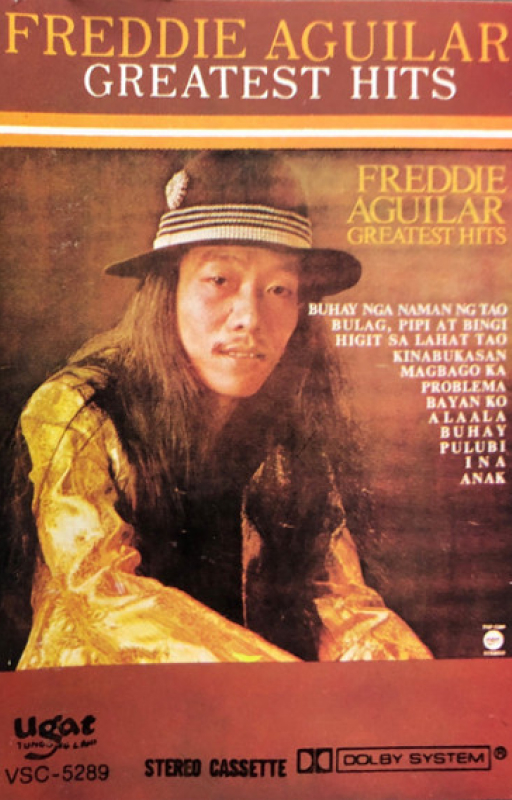 FREDDIE AGUILAR
GREATEST HITS
FREDDIE
AGUILAR
GREATEST HITS
BUHAY NGA NAMAN NG TAO
BULAG, PIPI AT BINGI
HIGIT SA LAHAT TAO
KINABUKASAN
MAGBAGO KA
PROBLEMA
BAYAN KO
ALAALA
BUHAY
PULUBI
INA
ANAK
ugat
VSC-5289
STEREO CASSETTE
DOLBY SYSTEM®